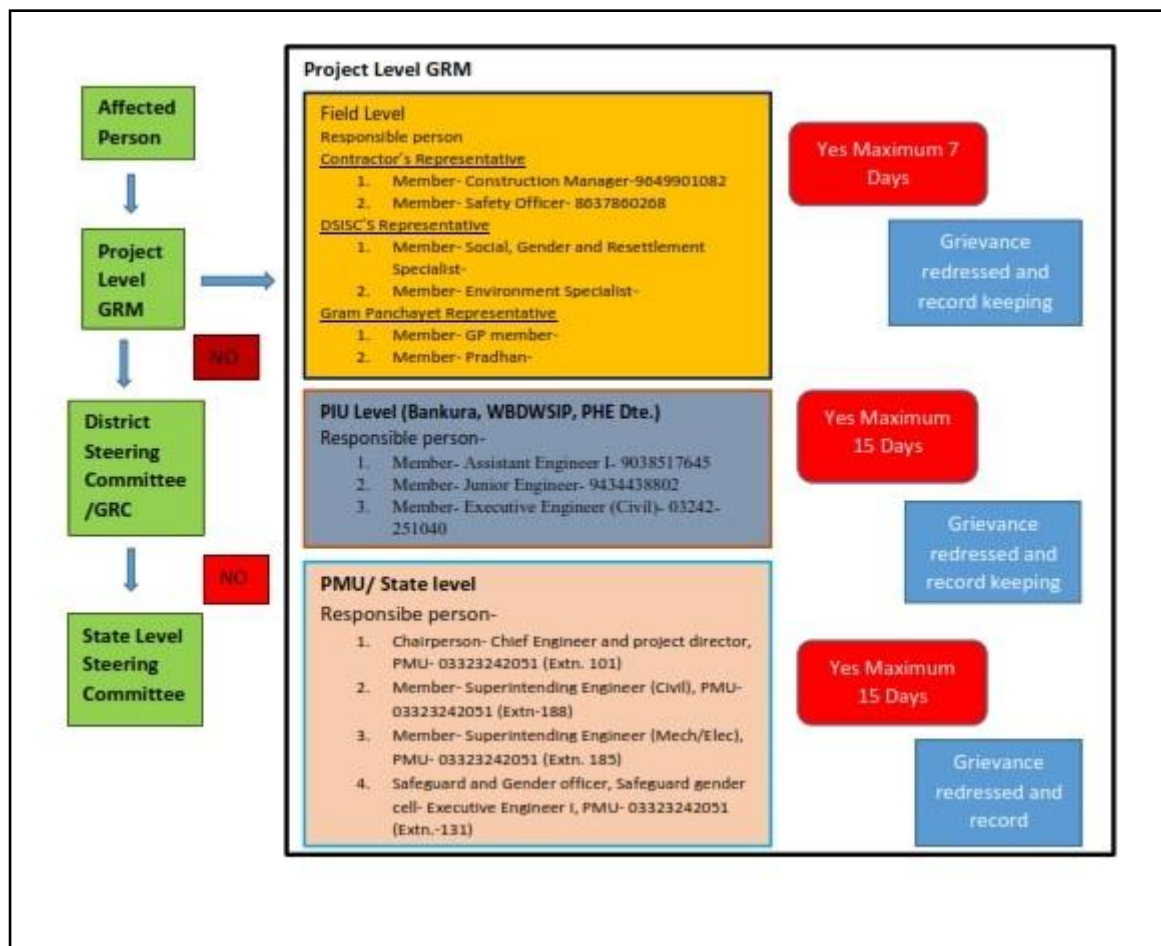 Affected
Person
Project
Level
GRM
NO
District
Steering
Committee
/GRC
NO
State Level
Steering
Committee
Project Level GRM
Field Level
Responsible person
Contractor's Representative
1. Member- Construction Manager-9649901082
2. Member- Safety Officer- 8637860268
DSISC'S Representative
1. Member- Social, Gender and Resettlement
Specialist-
2. Member- Environment Specialist-
Gram Panchayet Representative
1. Member- GP member-
2. Member- Pradhan-
Yes Maximum 7
Days
Grievance
redressed and
record keeping
PIU Level (Bankura, WBDWSIP, PHE Dte.)
Responsible person-
1. Member- Assistant Engineer I- 9038517645
2. Member- Junior Engineer- 9434438802
3. Member- Executive Engineer (Civil)- 03242-
251040
Yes Maximum
15 Days
Grievance
redressed and
record keeping
PMU/ State level
Responsibe person-
1. Chairperson- Chief Engineer and project director,
PMU- 03323242051 (Extn. 101)
2. Member- Superintending Engineer (Civil), PMU-
03323242051 (Extn-188)
3. Member- Superintending Engineer (Mech/Elec),
PMU- 03323242051 (Extn. 185)
4. Safeguard and Gender officer, Safeguard gender
cell- Executive Engineer I, PMU- 03323242051
(Extn.-131)
Yes Maximum
15 Days
Grievance
redressed and
record